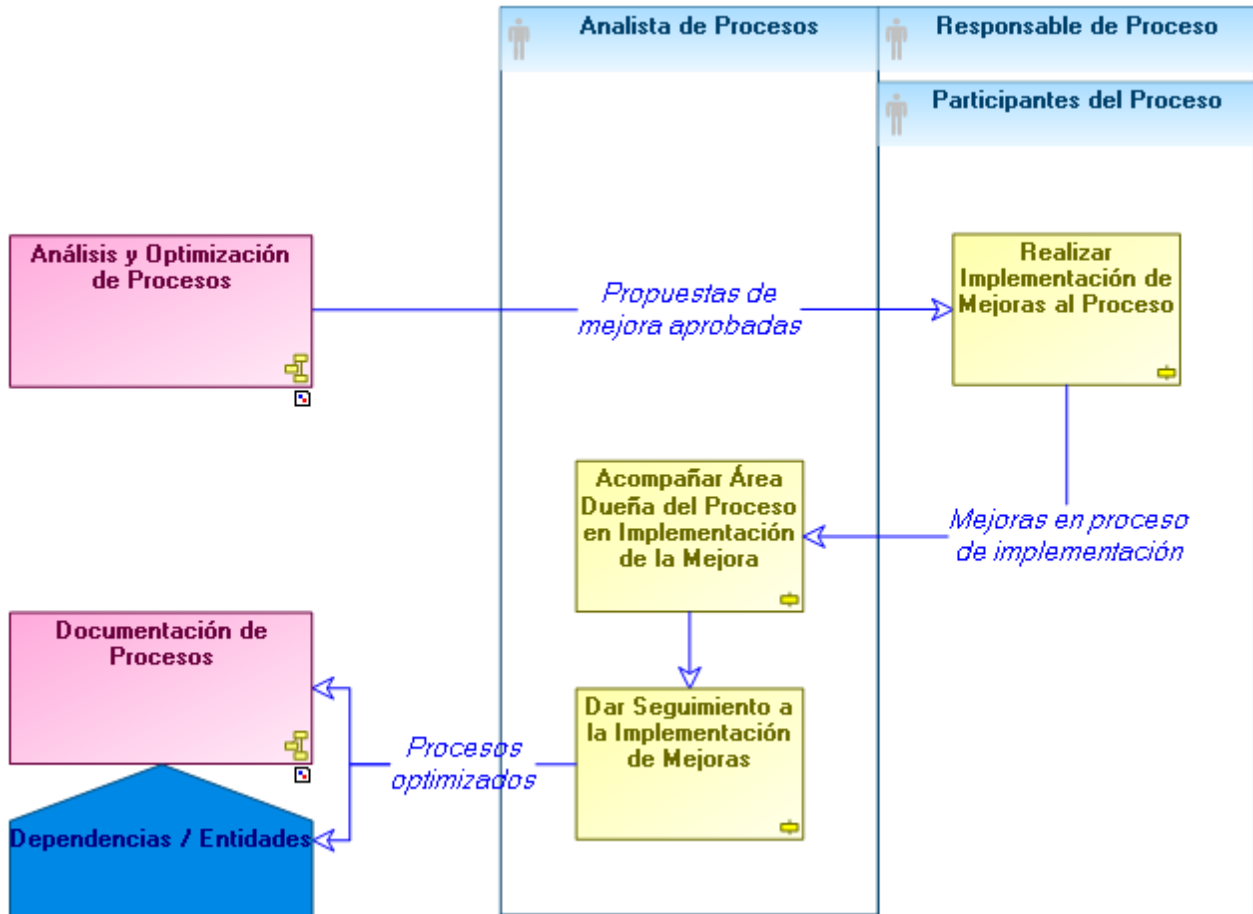 Analista de Procesos
Responsable de Proceso
Participantes del Proceso
Análisis y Optimización
de Procesos
Propuestas de
mejora aprobadas
Realizar
Implementación de
Mejoras al Proceso
Acompañar Área
Dueña del Proceso
en Implementación
de la Mejora
Mejoras en proceso
de implementación
Documentación de
Procesos
Dar Seguimiento a
la Implementación
de Mejoras
Procesos
optimizados
Dependencias / Entidades